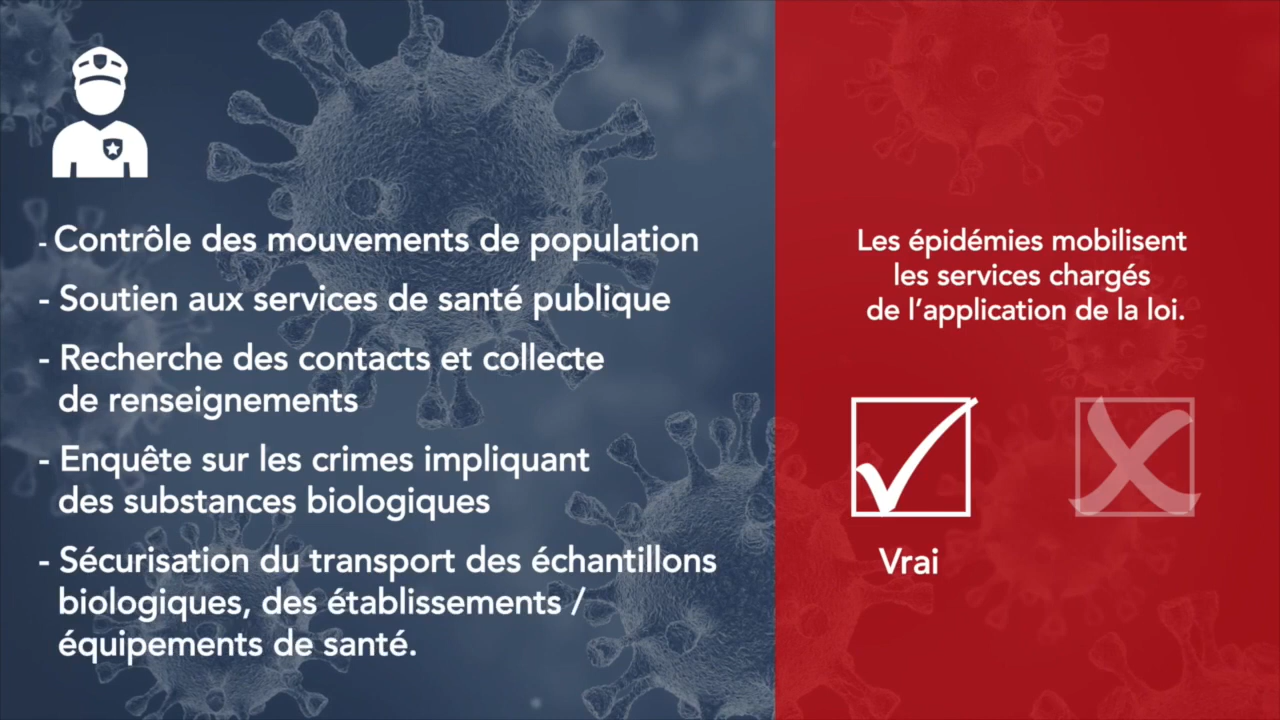 - Contrôle des mouvements de population
- Soutien aux services de santé publique
- Recherche des contacts et collecte
de renseignements
- Enquête sur les crimes impliquant
des substances biologiques
- Sécurisation du transport des échantillons
biologiques, des établissements /
équipements de santé.
Les épidémies mobilisent
les services chargés
de l’application de la loi.
Vrai